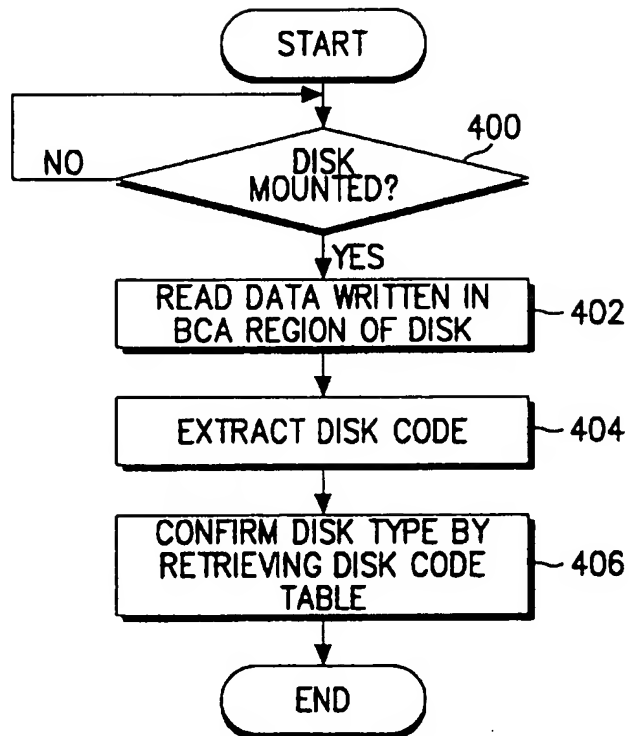 START
400
NO
DISK
MOUNTED?
YES
READ DATA WRITTEN IN
BCA REGION OF DISK
402
EXTRACT DISK CODE
404
CONFIRM DISK TYPE BY
RETRIEVING DISK CODE
TABLE
406
END